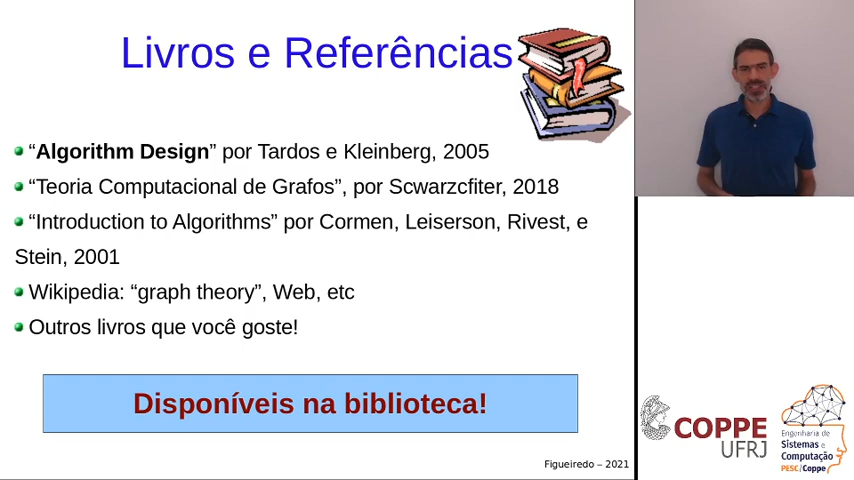 Livros e Referências
“Algorithm Design” por Tardos e Kleinberg, 2005
“Teoria Computacional de Grafos”, por Scwarzcfiter, 2018
“Introduction to Algorithms” por Cormen, Leiserson, Rivest, e
Stein, 2001
Wikipedia: “graph theory”, Web, etc
Outros livros que você goste!
Disponíveis na biblioteca!
Figueiredo – 2021
COPPE
UFRJ
Engenharia de
Sistemas e
Computação
PESC/Coppe